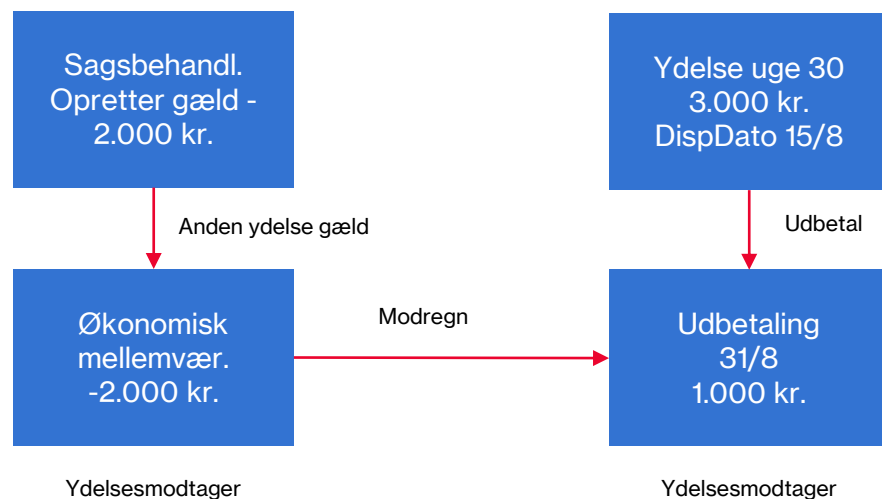 Sagsbehandl.
Opretter gæld -
2.000 kr.
Ydelse uge 30
3.000 kr.
DispDato 15/8
Anden ydelse gæld
Udbetal
Økonomisk
mellemvær.
-2.000 kr.
Modregn
Udbetaling
31/8
1.000 kr.
Ydelsesmodtager
Ydelsesmodtager